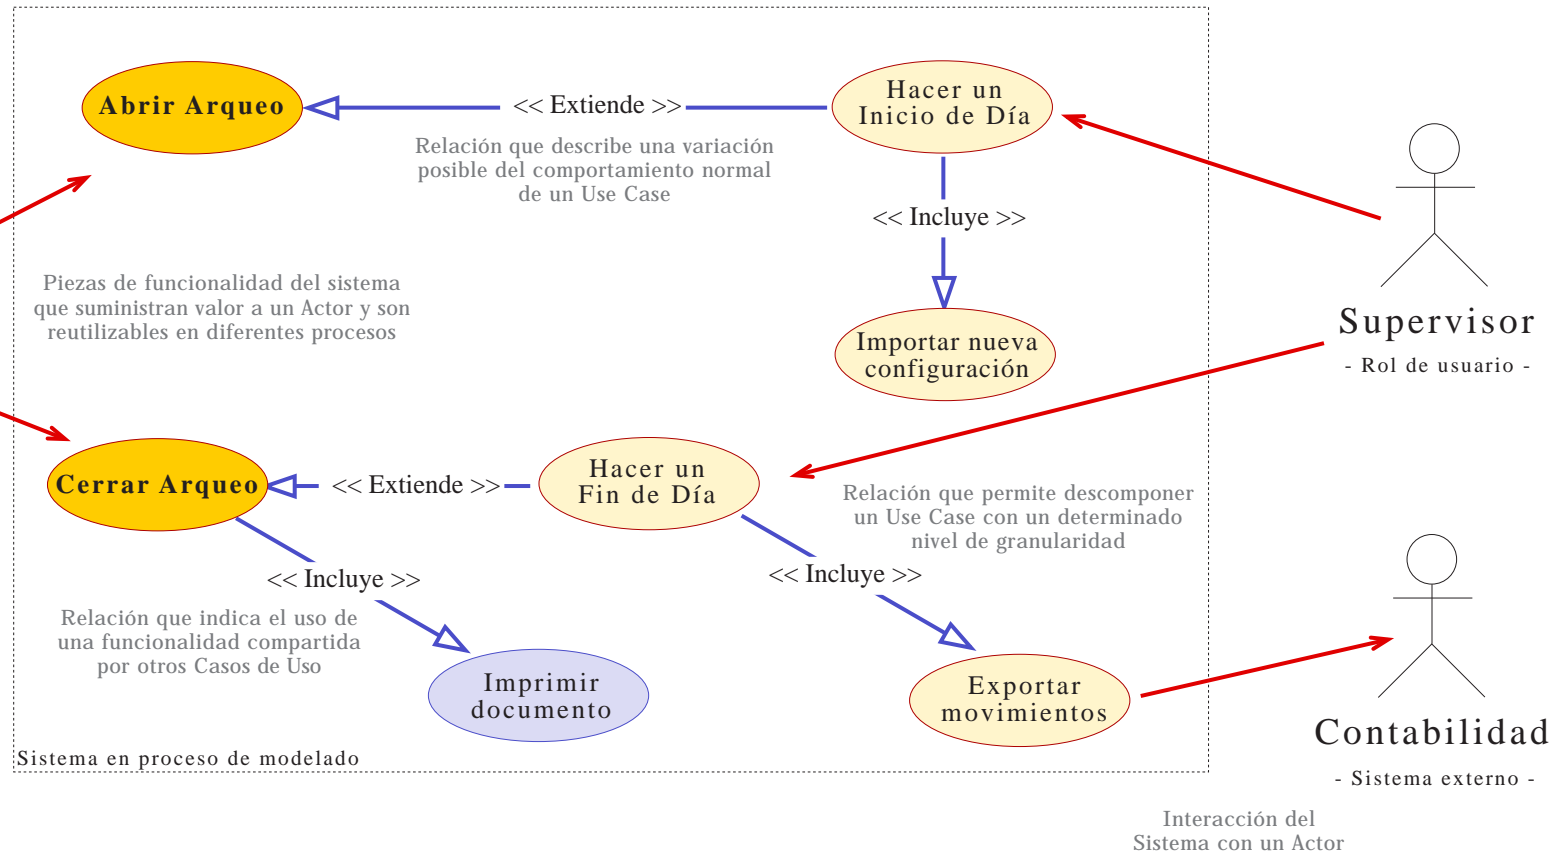 Abrir Arqueo
<< Extiende >>
Hacer un
Inicio de Día
Relación que describe una variación
posible del comportamiento normal
de un Use Case
<< Incluye >>
Piezas de funcionalidad del sistema
que suministran valor a un Actor y son
reutilizables en diferentes procesos
Importar nueva
configuración
Supervisor
- Rol de usuario -
Cerrar Arqueo
<< Extiende >>
Hacer un
Fin de Día
Relación que permite descomponer
un Use Case con un determinado
nivel de granularidad
<< Incluye >>
<< Incluye >>
Relación que indica el uso de
una funcionalidad compartida
por otros Casos de Uso
Imprimir
documento
Exportar
movimientos
Contabilidad
- Sistema externo -
Sistema en proceso de modelado
Interacción del
Sistema con un Actor